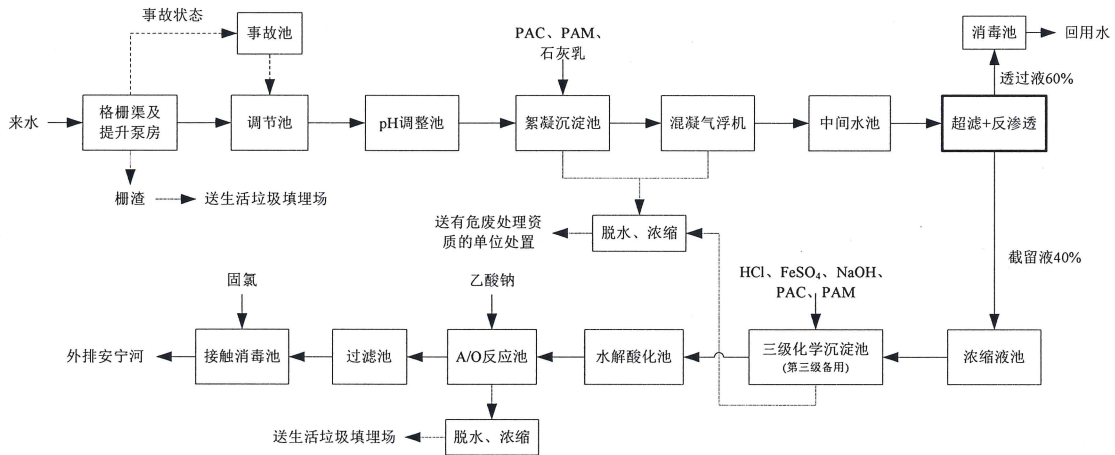 事故状态
事故池
PAC、PAM、
石灰乳
消毒池
回用水
透过液60%
来水
格栅渠及
提升泵房
调节池
pH调整池
絮凝沉淀池
混凝气浮机
中间水池
超滤+反渗透
栅渣
送生活垃圾填埋场
送有危废处理资
质的单位处置
脱水、浓缩
截留液40%
固氯
乙酸钠
HCl、FeSO₄、NaOH、
PAC、PAM
外排安宁河
接触消毒池
过滤池
A/O反应池
水解酸化池
三级化学沉淀池
(第三级备用)
浓缩液池
送生活垃圾填埋场
脱水、浓缩